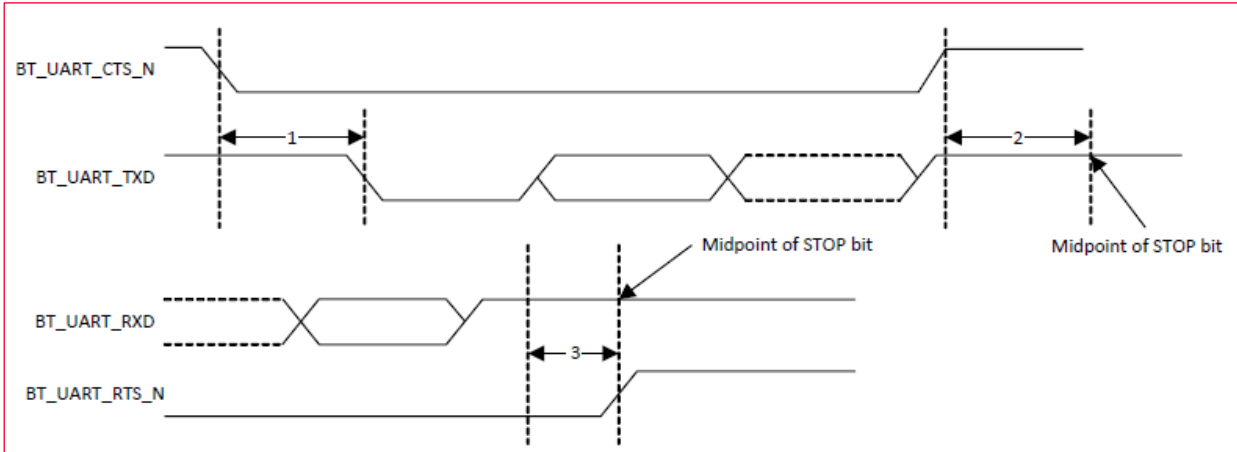 BT_UART_CTS_N
1
2
BT_UART_TXD
Midpoint of STOP bit
Midpoint of STOP bit
BT_UART_RXD
3
BT_UART_RTS_N